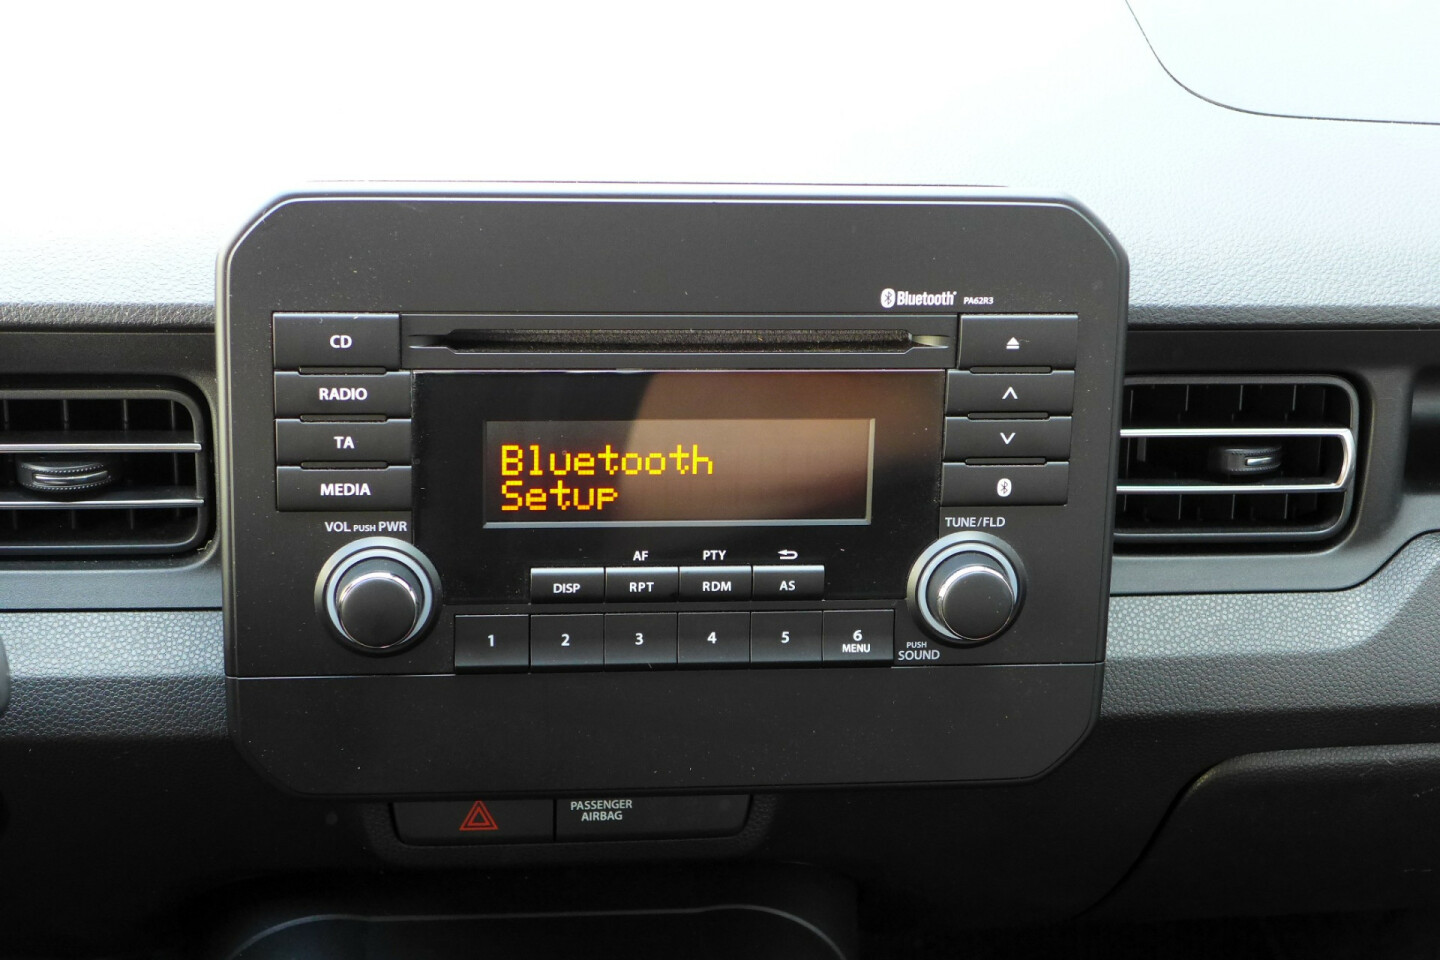 Bluetooth PA62R3
CD
RADIO
TA
MEDIA
Bluetooth
Setup
VOL PUSH PWR
TUNE/FLD
AF PTY
DISP RPT RDM AS
1 2 3 4 5 6
MENU
PUSH
SOUND
PASSENGER
AIRBAG